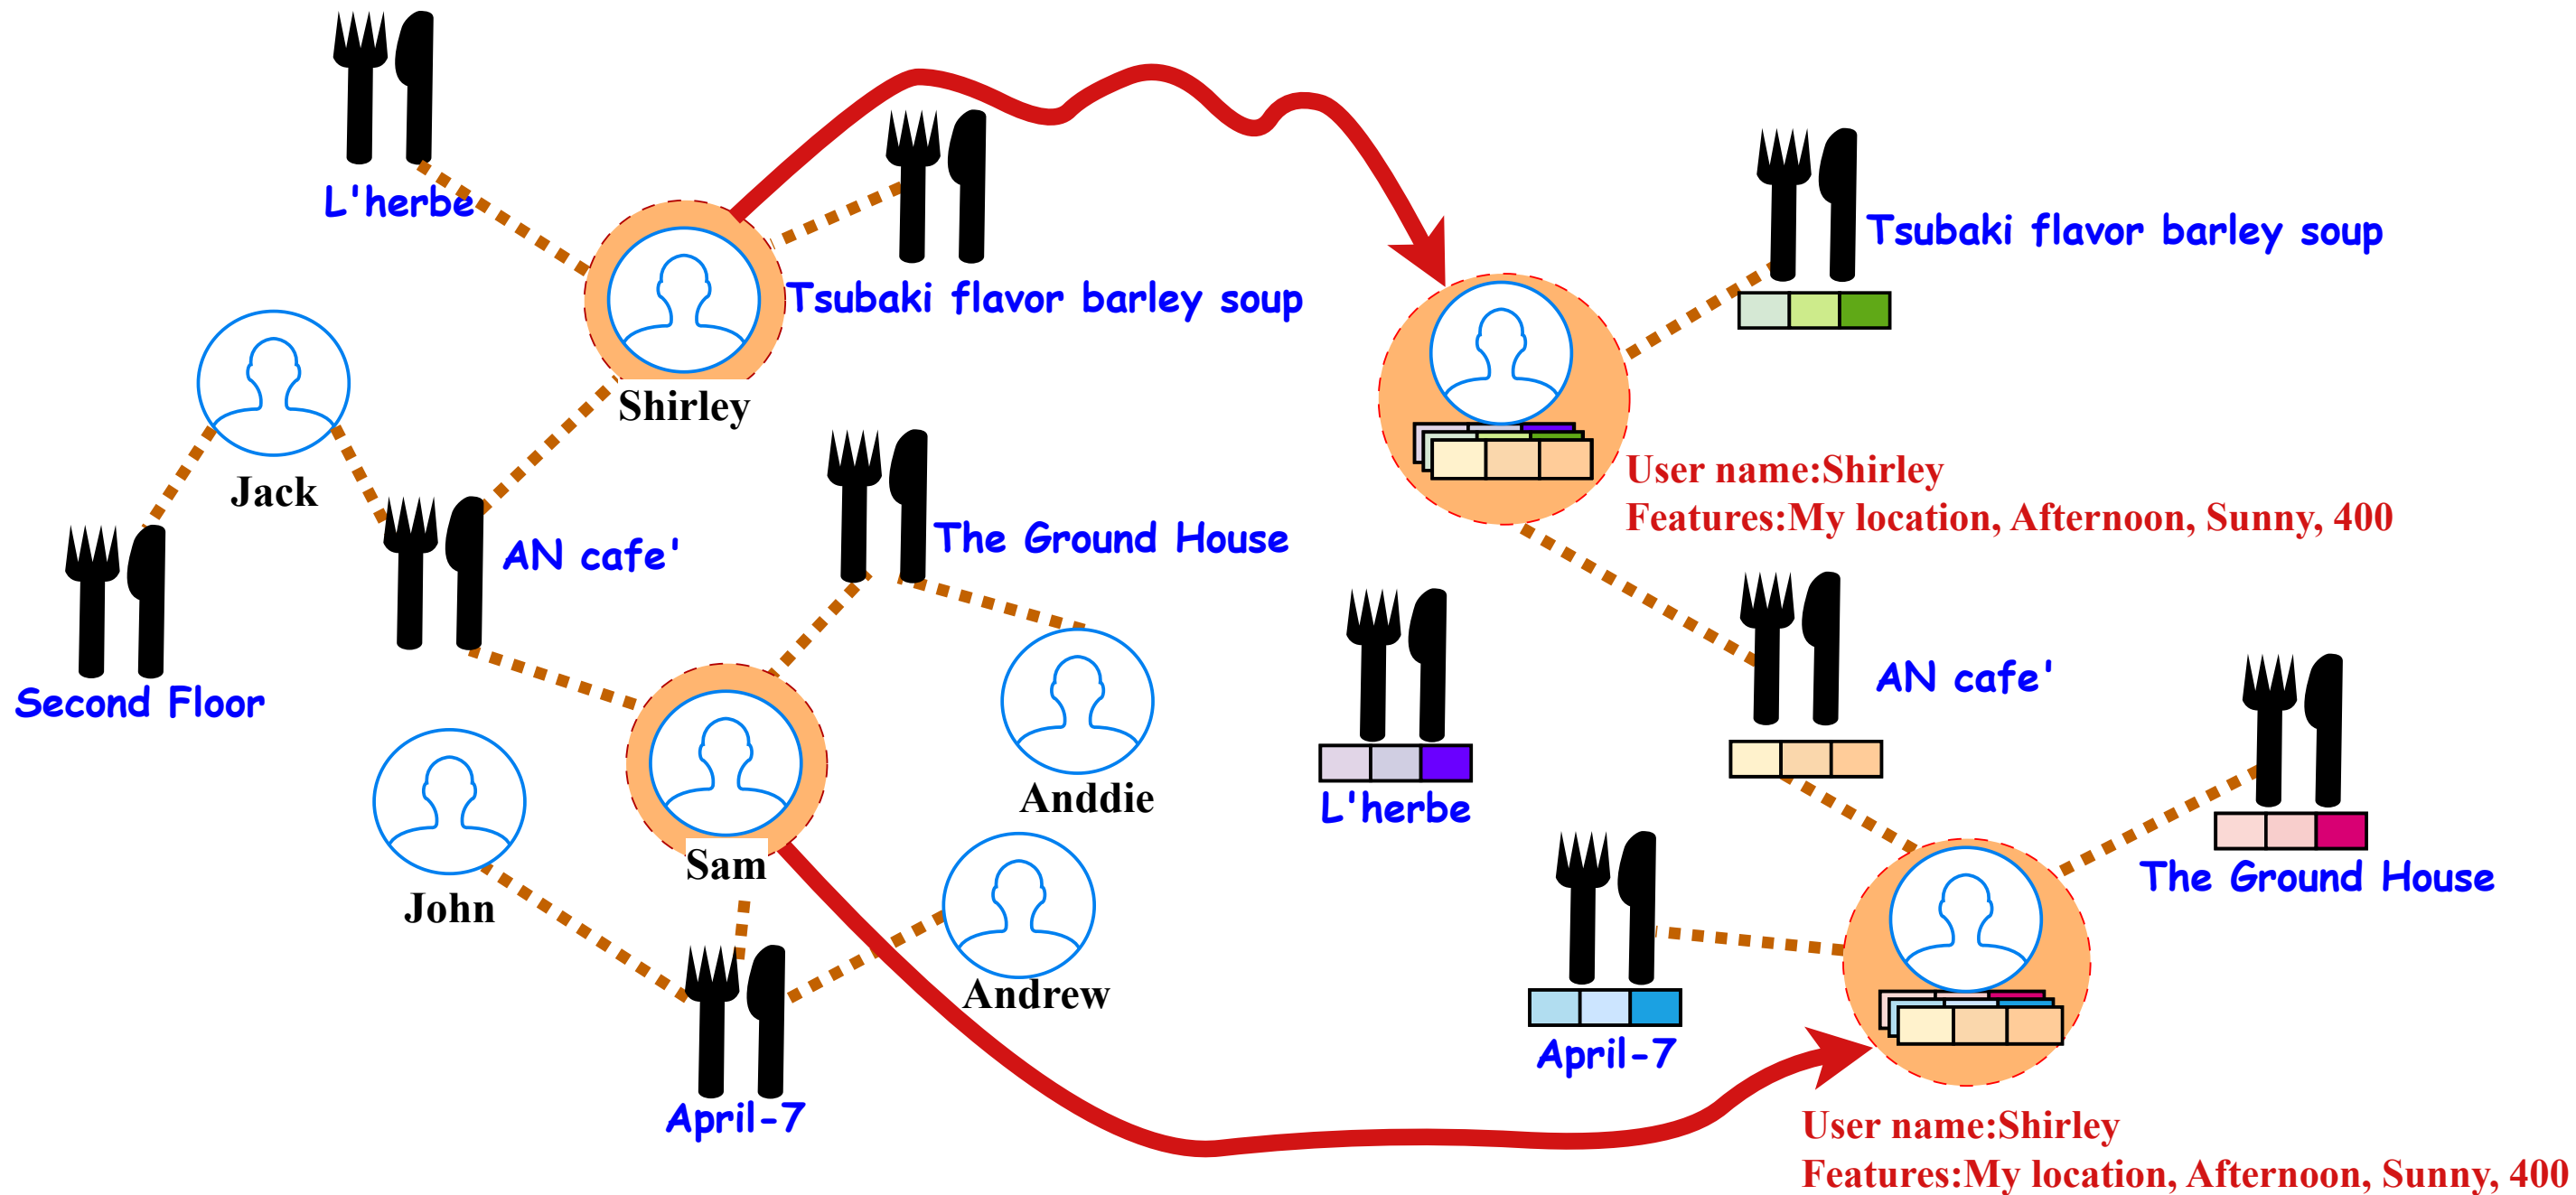 L'herbe
Tsubaki flavor barley soup
Shirley
Jack
AN cafe'
The Ground House
Second Floor
Anddie
Sam
John
Andrew
April-7
Tsubaki flavor barley soup
User name:Shirley
Features:My location, Afternoon, Sunny, 400
AN cafe'
L'herbe
The Ground House
April-7
User name:Shirley
Features:My location, Afternoon, Sunny, 400